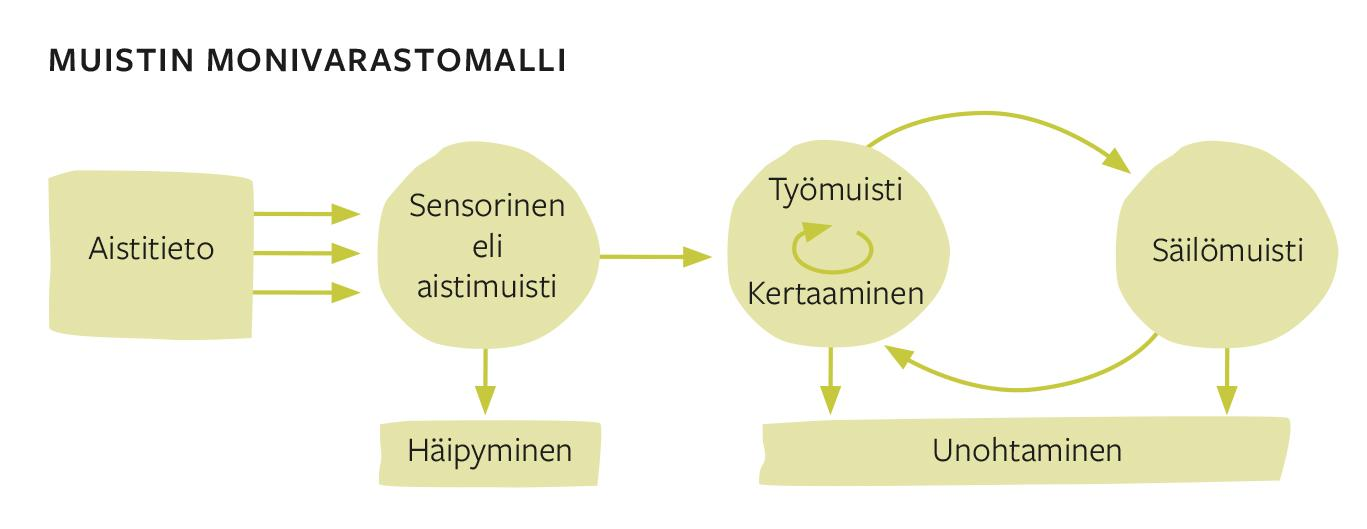 MUISTIN MONIVARASTOMALLI
Aistitieto
Sensorinen
eli
aistimuisti
Työmuisti
Kertaaminen
Säilömuisti
Häipyminen
Unohtaminen